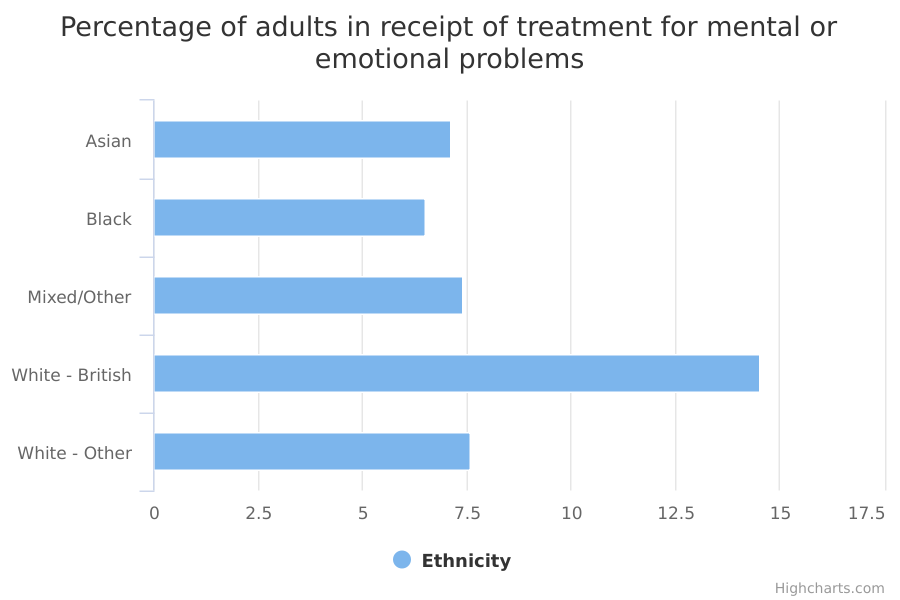 Percentage of adults in receipt of treatment for mental or
emotional problems
Asian
Black
Mixed/Other
White - British
White - Other
0 2.5 5 7.5 10 12.5 15 17.5
Ethnicity
Highcharts.com